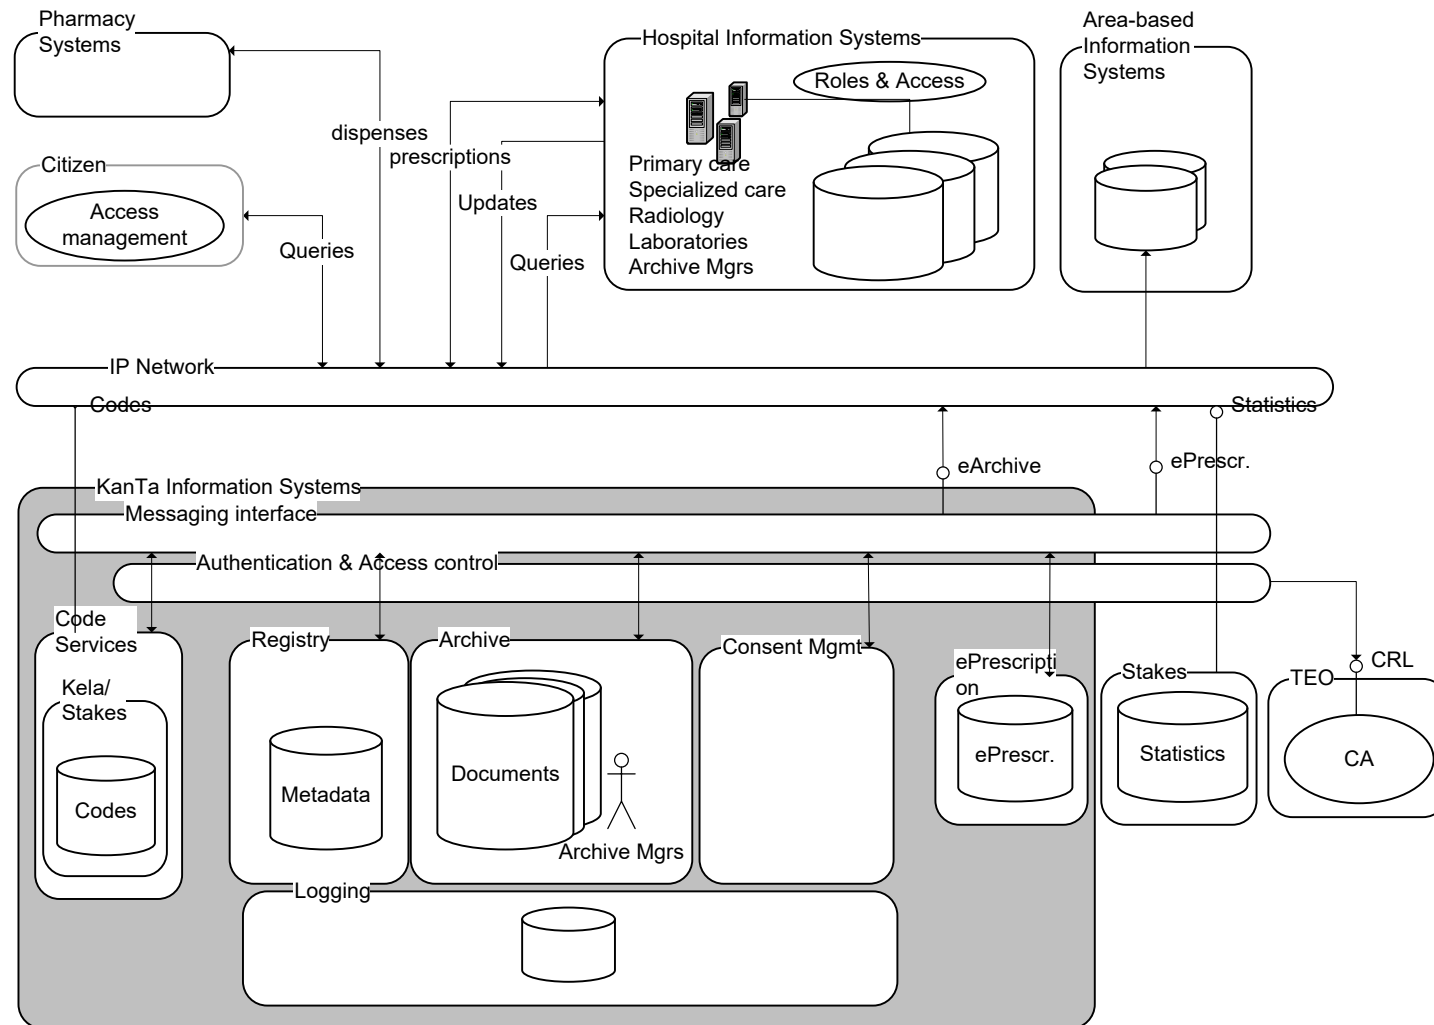 Pharmacy
Systems
Hospital Information Systems
Area-based
Information
Systems
Roles & Access
dispenses
prescriptions
Citizen
Primary care
Specialized care
Radiology
Laboratories
Archive Mgrs
Access
management
Updates
Queries
Queries
IP Network
Codes
Statistics
eArchive
ePrescr.
KanTa Information Systems
Messaging interface
Authentication & Access control
Code
Services
Registry
Archive
Consent Mgmt
ePrescripti
on
Stakes
TEO
CRL
Kela/
Stakes
Metadata
Documents
ePrescr.
Statistics
CA
Codes
Archive Mgrs
Logging